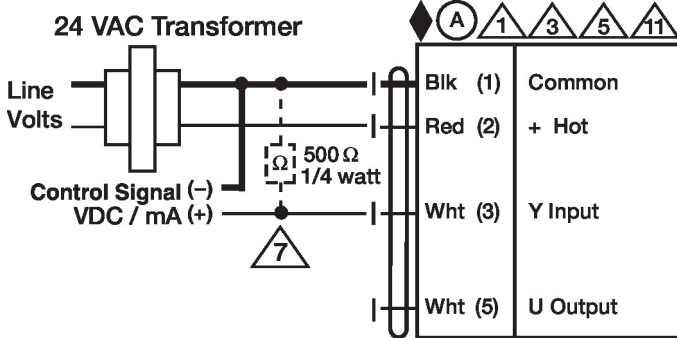 24 VAC Transformer
A 1 3 5 11
Line
Volts
Blk (1) Common
Red (2) + Hot
Ω 500 Ω
1/4 watt
Control Signal (–)
VDC / mA (+)
Wht (3) Y Input
7
Wht (5) U Output